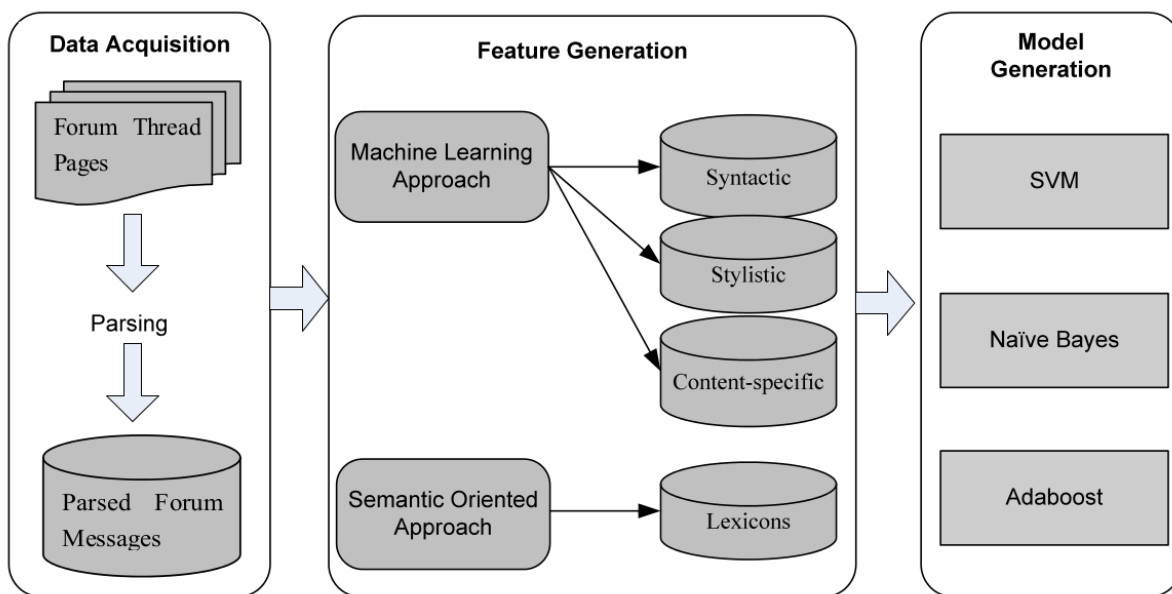 Data Acquisition
Forum Thread
Pages
Parsing
Parsed Forum
Messages
Feature Generation
Machine Learning
Approach
Syntactic
Stylistic
Content-specific
Semantic Oriented
Approach
Lexicons
Model
Generation
SVM
Naïve Bayes
Adaboost